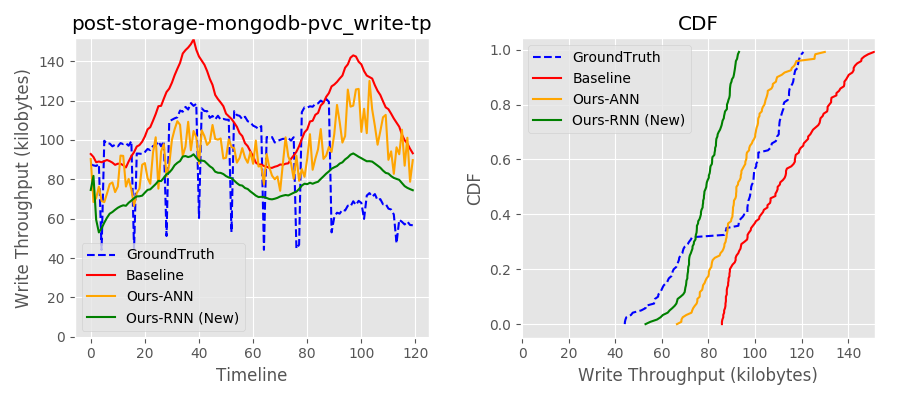 post-storage-mongodb-pvc_write-tp
Write Throughput (kilobytes)
140
120
100
80
60
40
20
0
GroundTruth
Baseline
Ours-ANN
Ours-RNN (New)
0 20 40 60 80 100 120
Timeline
CDF
CDF
1.0
0.8
0.6
0.4
0.2
0.0
GroundTruth
Baseline
Ours-ANN
Ours-RNN (New)
0 20 40 60 80 100 120 140
Write Throughput (kilobytes)